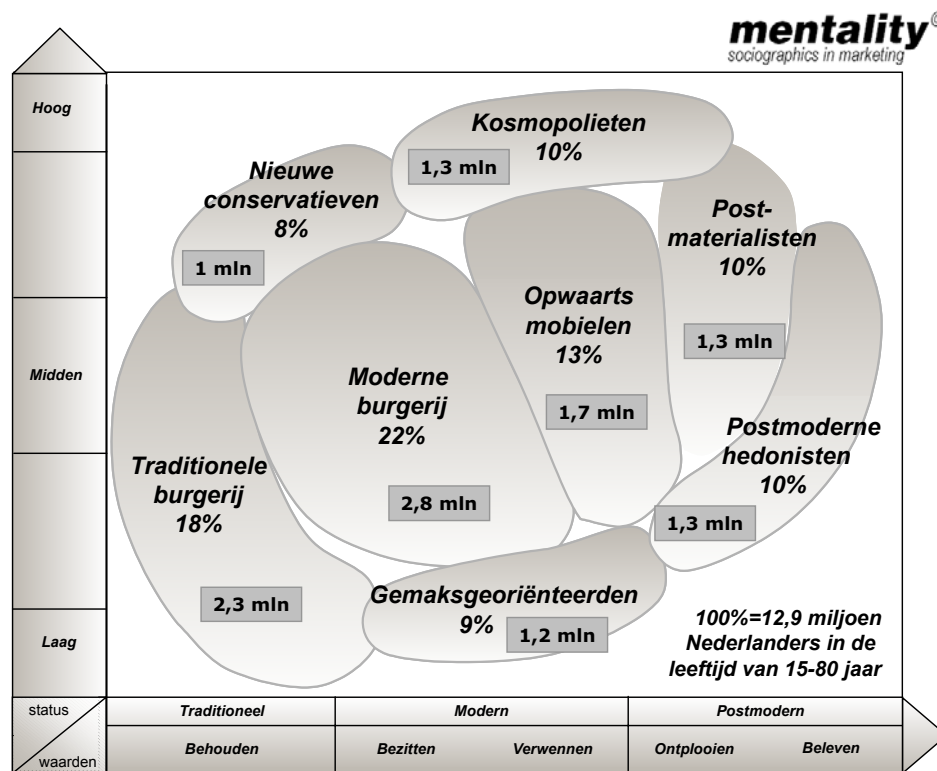 mentality©
sociographics in marketing
Hoog
Kosmopolieten
10%
1,3 mln
Nieuwe
conservatieven
8%
1 mln
Post-
materialisten
10%
1,3 mln
Opwaarts
mobielen
13%
1,7 mln
Midden
Moderne
burgerij
22%
2,8 mln
Postmoderne
hedonisten
10%
1,3 mln
Traditionele
burgerij
18%
2,3 mln
Gemaksgeoriënteerden
9%
1,2 mln
100%=12,9 miljoen
Nederlanders in de
leeftijd van 15-80 jaar
Laag
status
waarden
Traditioneel
Modern
Postmodern
Behouden
Bezitten
Verwennen
Ontplooien
Beleven